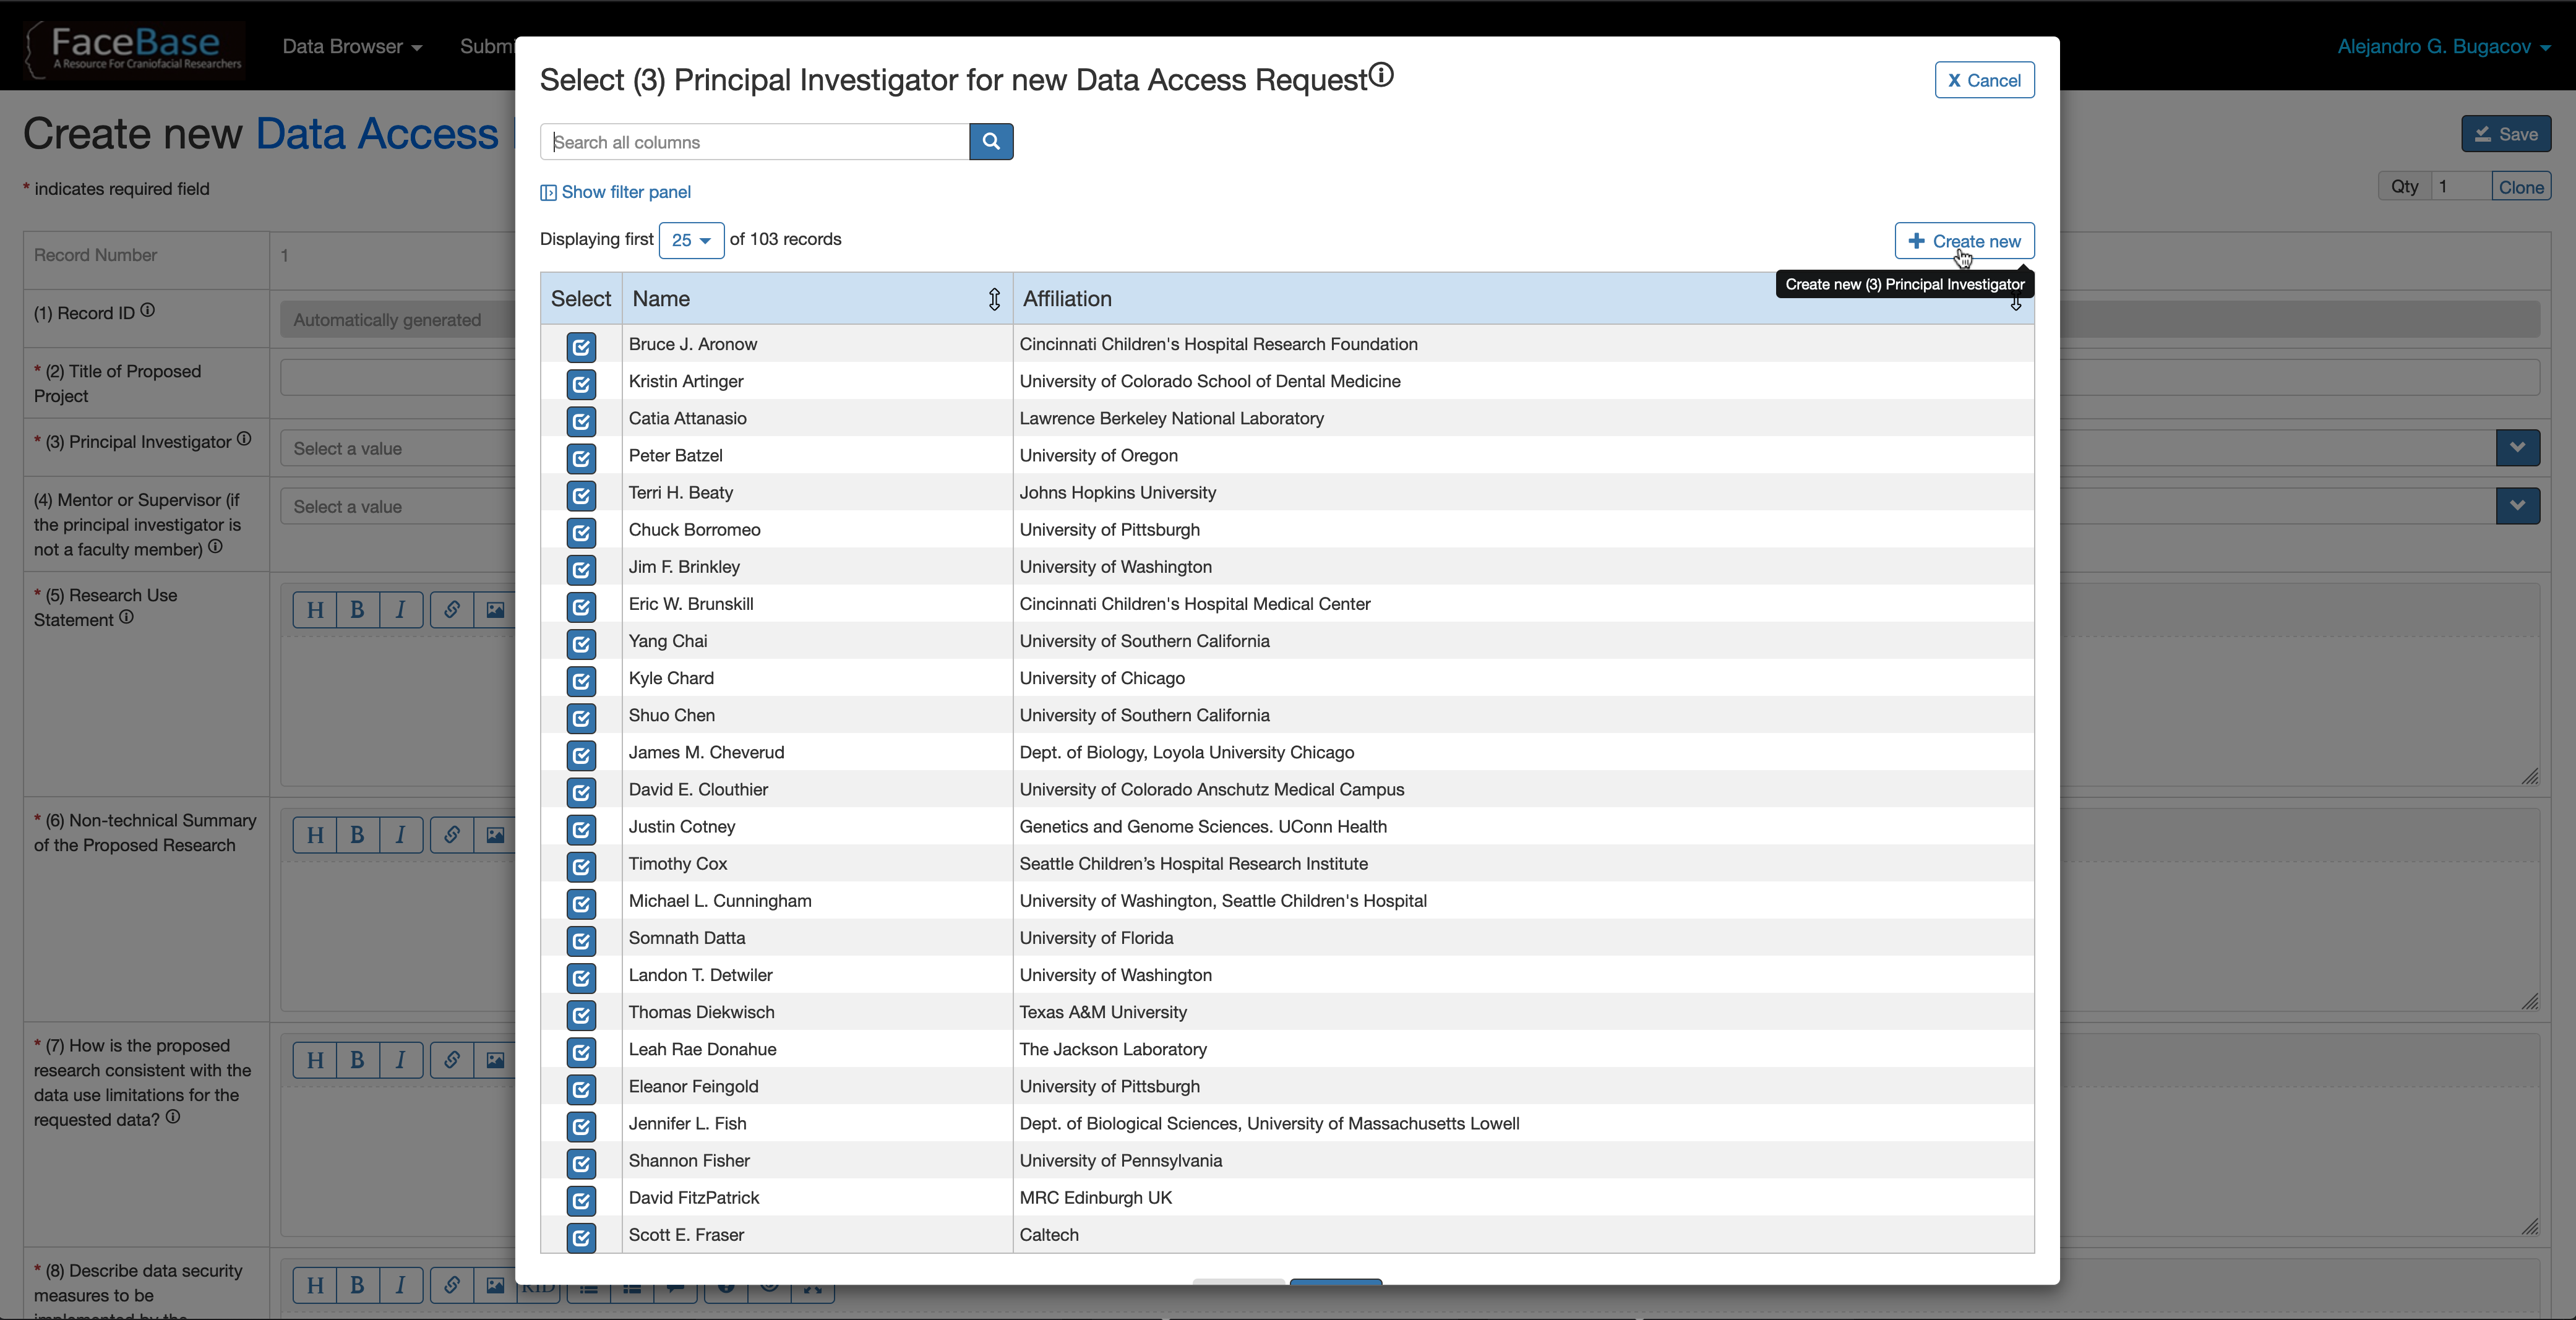 FaceBase
A Resource For Craniofacial Researchers
Data Browser
Submi
Alejandro G. Bugacov
Create new Data Access
Save
* indicates required field
Qty 1 Clone
Record Number 1
(1) Record ID
Automatically generated
* (2) Title of Proposed
Project
* (3) Principal Investigator
Select a value
(4) Mentor or Supervisor (if
the principal investigator is
not a faculty member)
Select a value
* (5) Research Use
Statement
H B I
* (6) Non-technical Summary
of the Proposed Research
H B I
* (7) How is the proposed
research consistent with the
data use limitations for the
requested data?
H B I
* (8) Describe data security
measures to be
implemented by the
H B I
RID
Select (3) Principal Investigator for new Data Access Request
X Cancel
Search all columns
Show filter panel
Displaying first 25 of 103 records
+ Create new
Create new (3) Principal Investigator
Select Name Affiliation
Bruce J. Aronow Cincinnati Children's Hospital Research Foundation
Kristin Artinger University of Colorado School of Dental Medicine
Catia Attanasio Lawrence Berkeley National Laboratory
Peter Batzel University of Oregon
Terri H. Beaty Johns Hopkins University
Chuck Borromeo University of Pittsburgh
Jim F. Brinkley University of Washington
Eric W. Brunskill Cincinnati Children's Hospital Medical Center
Yang Chai University of Southern California
Kyle Chard University of Chicago
Shuo Chen University of Southern California
James M. Cheverud Dept. of Biology, Loyola University Chicago
David E. Clouthier University of Colorado Anschutz Medical Campus
Justin Cotney Genetics and Genome Sciences. UConn Health
Timothy Cox Seattle Children’s Hospital Research Institute
Michael L. Cunningham University of Washington, Seattle Children's Hospital
Somnath Datta University of Florida
Landon T. Detwiler University of Washington
Thomas Diekwisch Texas A&M University
Leah Rae Donahue The Jackson Laboratory
Eleanor Feingold University of Pittsburgh
Jennifer L. Fish Dept. of Biological Sciences, University of Massachusetts Lowell
Shannon Fisher University of Pennsylvania
David FitzPatrick MRC Edinburgh UK
Scott E. Fraser Caltech